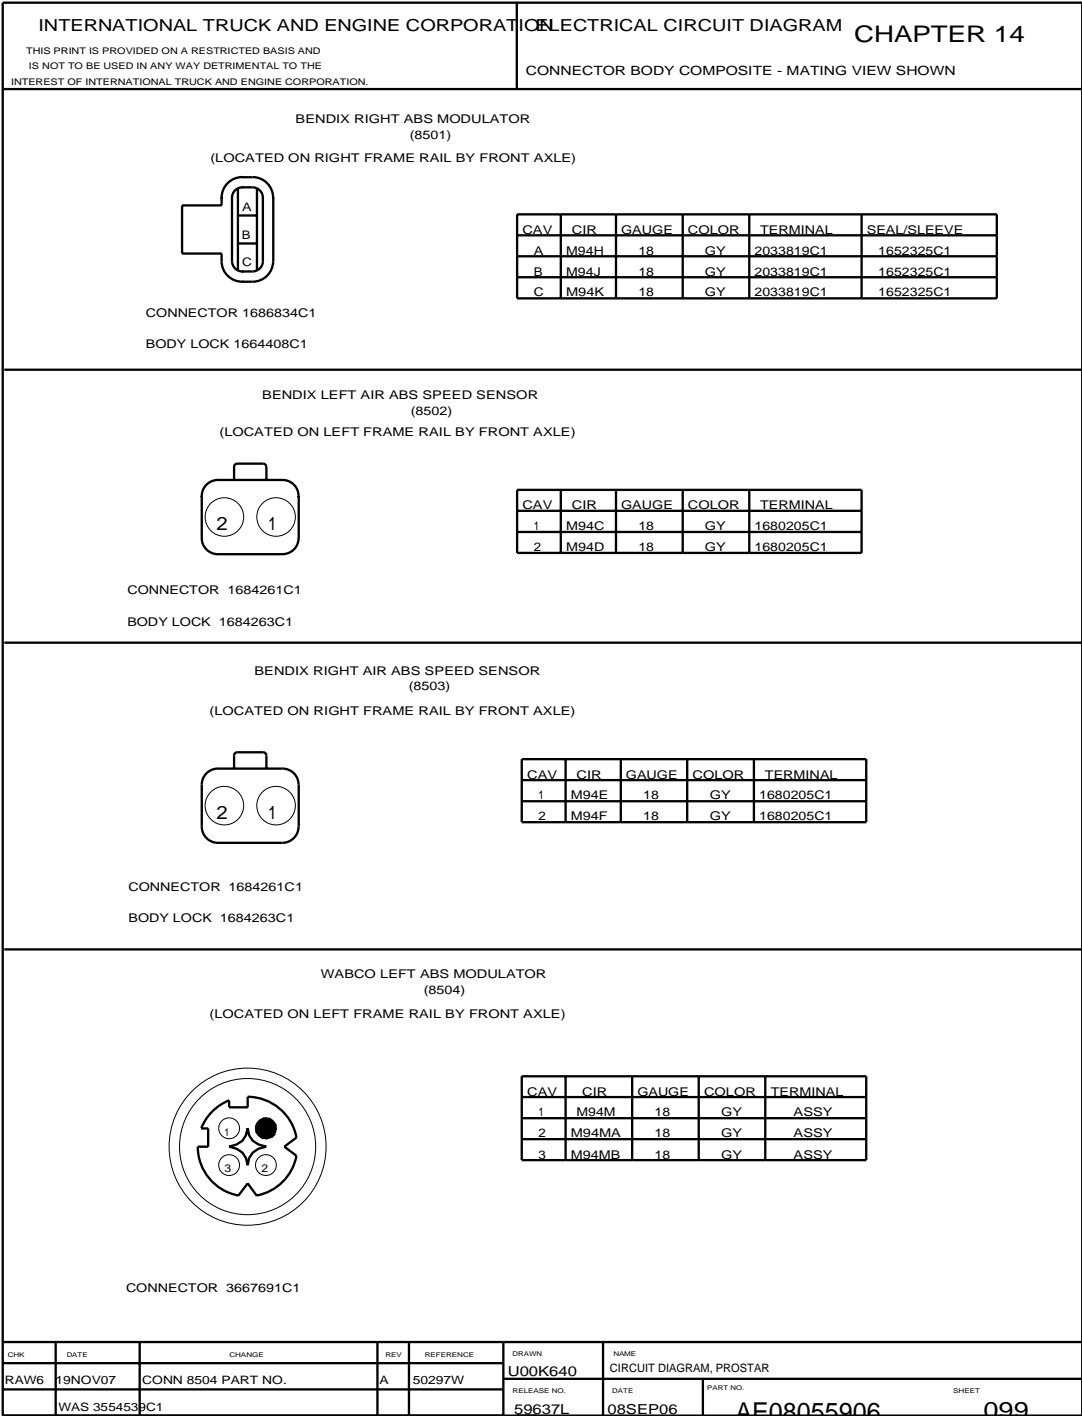 INTERNATIONAL TRUCK AND ENGINE CORPORATION
THIS PRINT IS PROVIDED ON A RESTRICTED BASIS AND
IS NOT TO BE USED IN ANY WAY DETRIMENTAL TO THE
INTEREST OF INTERNATIONAL TRUCK AND ENGINE CORPORATION.
ELECTRICAL CIRCUIT DIAGRAM CHAPTER 14
CONNECTOR BODY COMPOSITE - MATING VIEW SHOWN
BENDIX RIGHT ABS MODULATOR
(8501)
(LOCATED ON RIGHT FRAME RAIL BY FRONT AXLE)
A
B
C
CONNECTOR 1686834C1
BODY LOCK 1664408C1
CAV CIR GAUGE COLOR TERMINAL SEAL/SLEEVE
A M94H 18 GY 2033819C1 1652325C1
B M94J 18 GY 2033819C1 1652325C1
C M94K 18 GY 2033819C1 1652325C1
BENDIX LEFT AIR ABS SPEED SENSOR
(8502)
(LOCATED ON LEFT FRAME RAIL BY FRONT AXLE)
2 1
CONNECTOR 1684261C1
BODY LOCK 1684263C1
CAV CIR GAUGE COLOR TERMINAL
1 M94C 18 GY 1680205C1
2 M94D 18 GY 1680205C1
BENDIX RIGHT AIR ABS SPEED SENSOR
(8503)
(LOCATED ON RIGHT FRAME RAIL BY FRONT AXLE)
2 1
CONNECTOR 1684261C1
BODY LOCK 1684263C1
CAV CIR GAUGE COLOR TERMINAL
1 M94E 18 GY 1680205C1
2 M94F 18 GY 1680205C1
WABCO LEFT ABS MODULATOR
(8504)
(LOCATED ON LEFT FRAME RAIL BY FRONT AXLE)
1
3 2
CONNECTOR 3667691C1
CAV CIR GAUGE COLOR TERMINAL
1 M94M 18 GY ASSY
2 M94MA 18 GY ASSY
3 M94MB 18 GY ASSY
CHK DATE CHANGE REV REFERENCE
RAW6 19NOV07 CONN 8504 PART NO. A 50297W
WAS 3554539C1
DRAWN
U00K640
NAME
CIRCUIT DIAGRAM, PROSTAR
RELEASE NO. DATE PART NO. SHEET
59637L 08SEP06 AE08055906 099